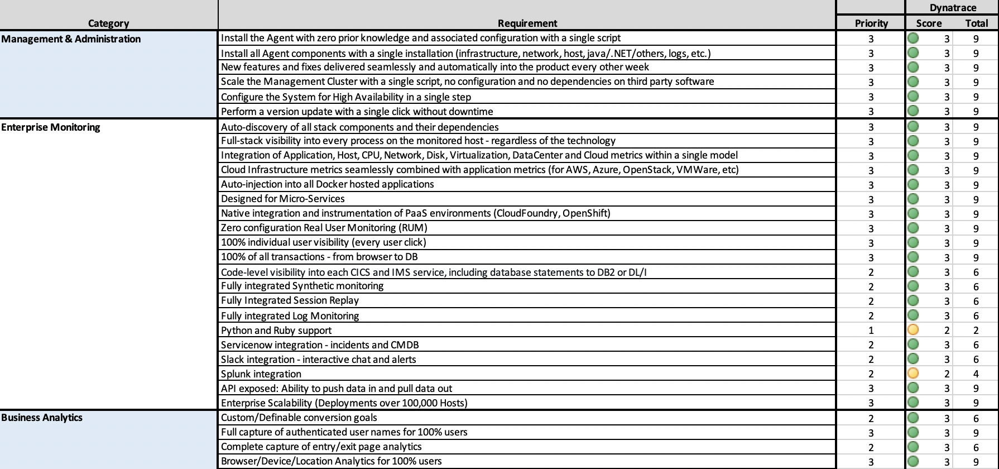 Dynatrace
Category Requirement Priority Score Total
Management & Administration Install the Agent with zero prior knowledge and associated configuration with a single script 3 3 9
Install all Agent components with a single installation (infrastructure, network, host, java/.NET/others, logs, etc.) 3 3 9
New features and fixes delivered seamlessly and automatically into the product every other week 3 3 9
Scale the Management Cluster with a single script, no configuration and no dependencies on third party software 3 3 9
Configure the System for High Availability in a single step 3 3 9
Perform a version update with a single click without downtime 3 3 9
Enterprise Monitoring Auto-discovery of all stack components and their dependencies 3 3 9
Full-stack visibility into every process on the monitored host - regardless of the technology 3 3 9
Integration of Application, Host, CPU, Network, Disk, Virtualization, DataCenter and Cloud metrics within a single model 3 3 9
Cloud Infrastructure metrics seamlessly combined with application metrics (for AWS, Azure, OpenStack, VMWare, etc) 3 3 9
Auto-injection into all Docker hosted applications 3 3 9
Designed for Micro-Services 3 3 9
Native integration and instrumentation of PaaS environments (CloudFoundry, OpenShift) 3 3 9
Zero configuration Real User Monitoring (RUM) 3 3 9
100% individual user visibility (every user click) 3 3 9
100% of all transactions - from browser to DB 3 3 9
Code-level visibility into each CICS and IMS service, including database statements to DB2 or DL/I 2 3 6
Fully integrated Synthetic monitoring 2 3 6
Fully Integrated Session Replay 2 3 6
Fully integrated Log Monitoring 2 3 6
Python and Ruby support 1 2 2
Servicenow integration - incidents and CMDB 2 3 6
Slack integration - interactive chat and alerts 2 3 6
Splunk integration 2 2 4
API exposed: Ability to push data in and pull data out 3 3 9
Enterprise Scalability (Deployments over 100,000 Hosts) 3 3 9
Business Analytics Custom/Definable conversion goals 2 3 6
Full capture of authenticated user names for 100% users 3 3 9
Complete capture of entry/exit page analytics 2 3 6
Browser/Device/Location Analytics for 100% users 3 3 9